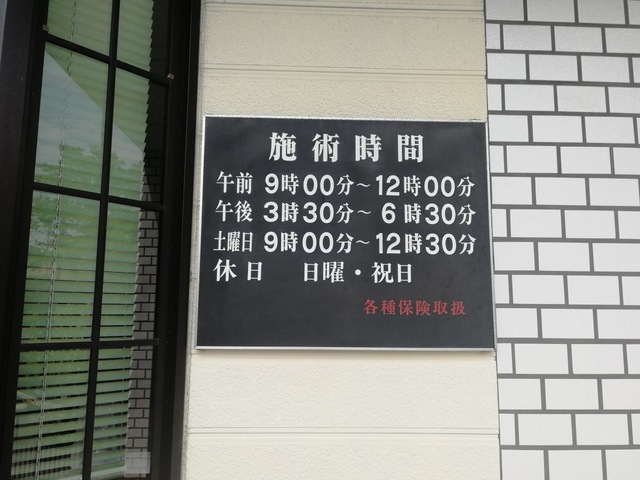 施術時間
午前 9時00分～12時00分
午後 3時30分～ 6時30分
土曜日 9時00分～ 12時30分
休日 日曜・祝日
各種保険取扱